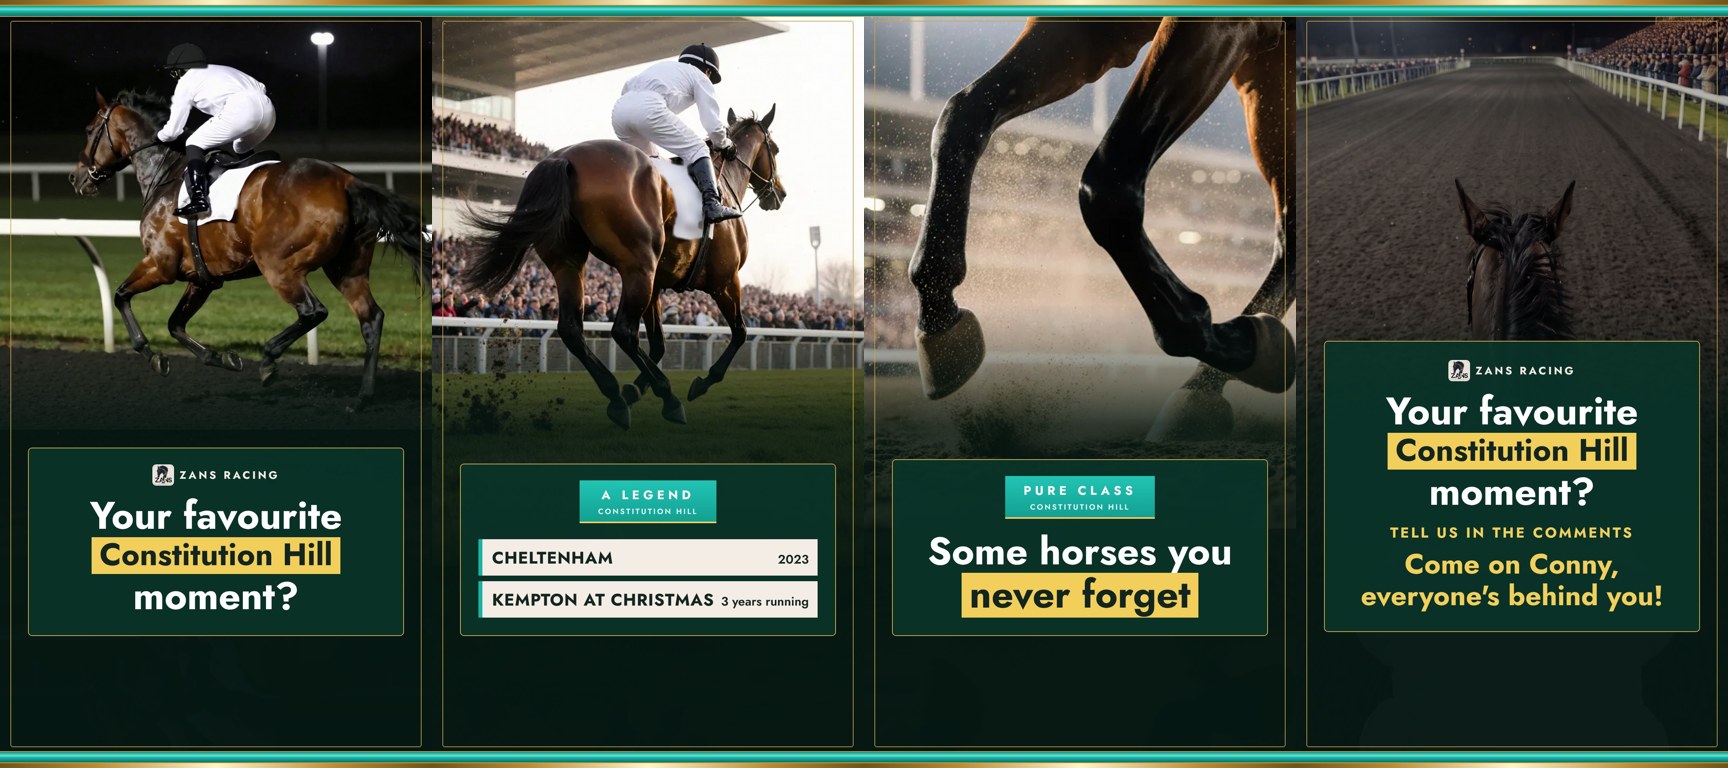 ZANS RACING
Your favourite
Constitution Hill
moment?
A LEGEND
CONSTITUTION HILL
CHELTENHAM 2023
KEMPTON AT CHRISTMAS 3 years running
PURE CLASS
CONSTITUTION HILL
Some horses you
never forget
ZANS RACING
Your favourite
Constitution Hill
moment?
TELL US IN THE COMMENTS
Come on Conny,
everyone's behind you!